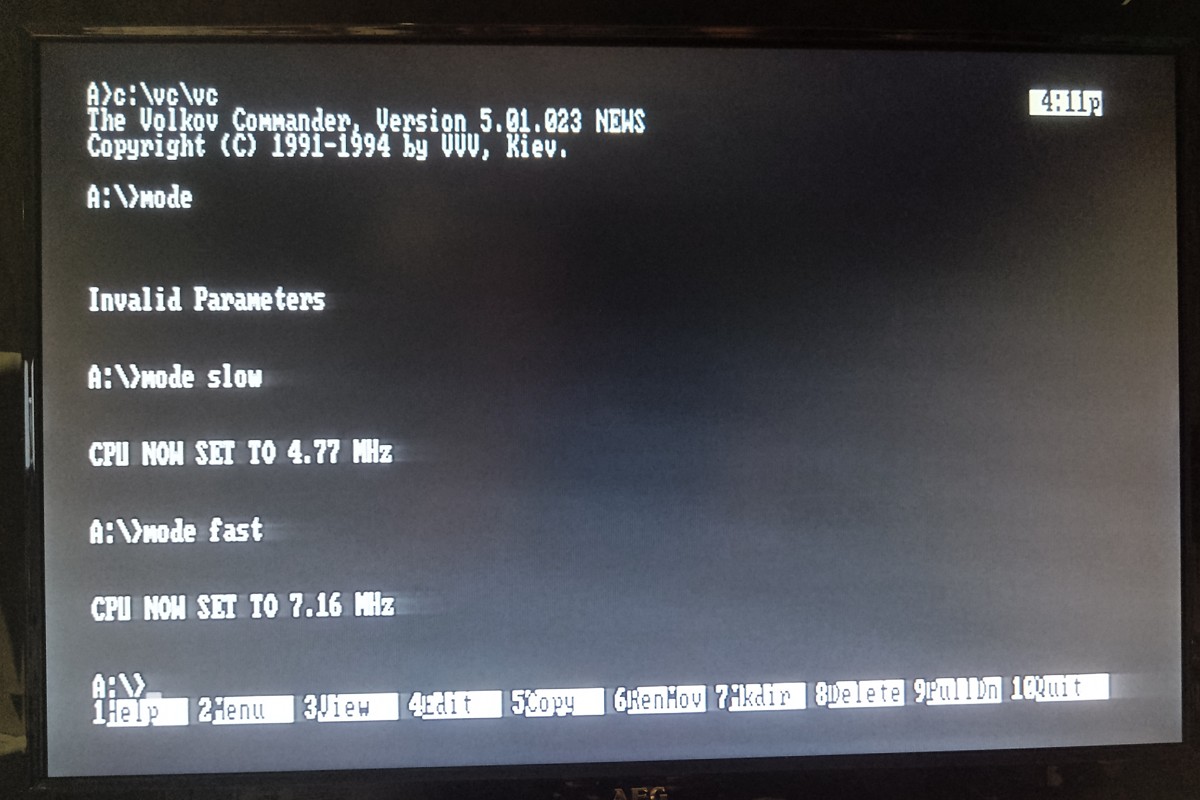 A>c:\vc\vc
4:11p
The Volkov Commander, Version 5.01.023 NEWS
Copyright (C) 1991-1994 by VVV, Kiev.
A:\>mode
Invalid Parameters
A:\>mode slow
CPU NOW SET TO 4.77 MHz
A:\>mode fast
CPU NOW SET TO 7.16 MHz
A:\>_
1Help 2Menu 3View 4Edit 5Copy 6RenMov 7Mkdir 8Delete 9PullDn 10Quit
AEG